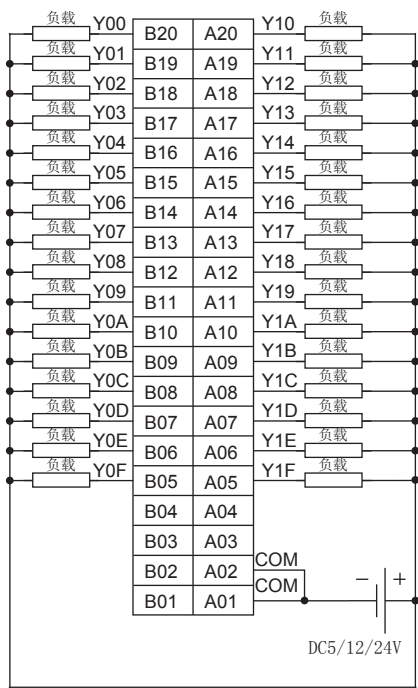 负载 Y00 B20 A20 Y10 负载
负载 Y01 B19 A19 Y11 负载
负载 Y02 B18 A18 Y12 负载
负载 Y03 B17 A17 Y13 负载
负载 Y04 B16 A16 Y14 负载
负载 Y05 B15 A15 Y15 负载
负载 Y06 B14 A14 Y16 负载
负载 Y07 B13 A13 Y17 负载
负载 Y08 B12 A12 Y18 负载
负载 Y09 B11 A11 Y19 负载
负载 Y0A B10 A10 Y1A 负载
负载 Y0B B09 A09 Y1B 负载
负载 Y0C B08 A08 Y1C 负载
负载 Y0D B07 A07 Y1D 负载
负载 Y0E B06 A06 Y1E 负载
负载 Y0F B05 A05 Y1F 负载
B04 A04
B03 A03
B02 A02 COM
B01 A01 COM − +
DC5/12/24V